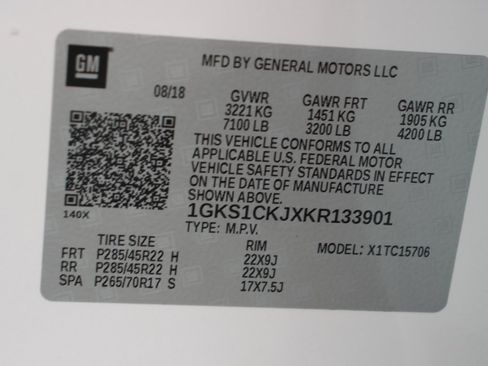 GM
MFD BY GENERAL MOTORS LLC
08/18 GVWR GAWR FRT GAWR RR
3221 KG 1451 KG 1905 KG
7100 LB 3200 LB 4200 LB
THIS VEHICLE CONFORMS TO ALL
APPLICABLE U.S. FEDERAL MOTOR
VEHICLE SAFETY STANDARDS IN EFFECT
ON THE DATE OF MANUFACTURE
SHOWN ABOVE.
140X
1GKS1CKJXKR133901
TYPE: M.P.V.
TIRE SIZE RIM MODEL: X1TC15706
FRT P285/45R22 H 22X9J
RR P285/45R22 H 22X9J
SPA P265/70R17 S 17X7.5J